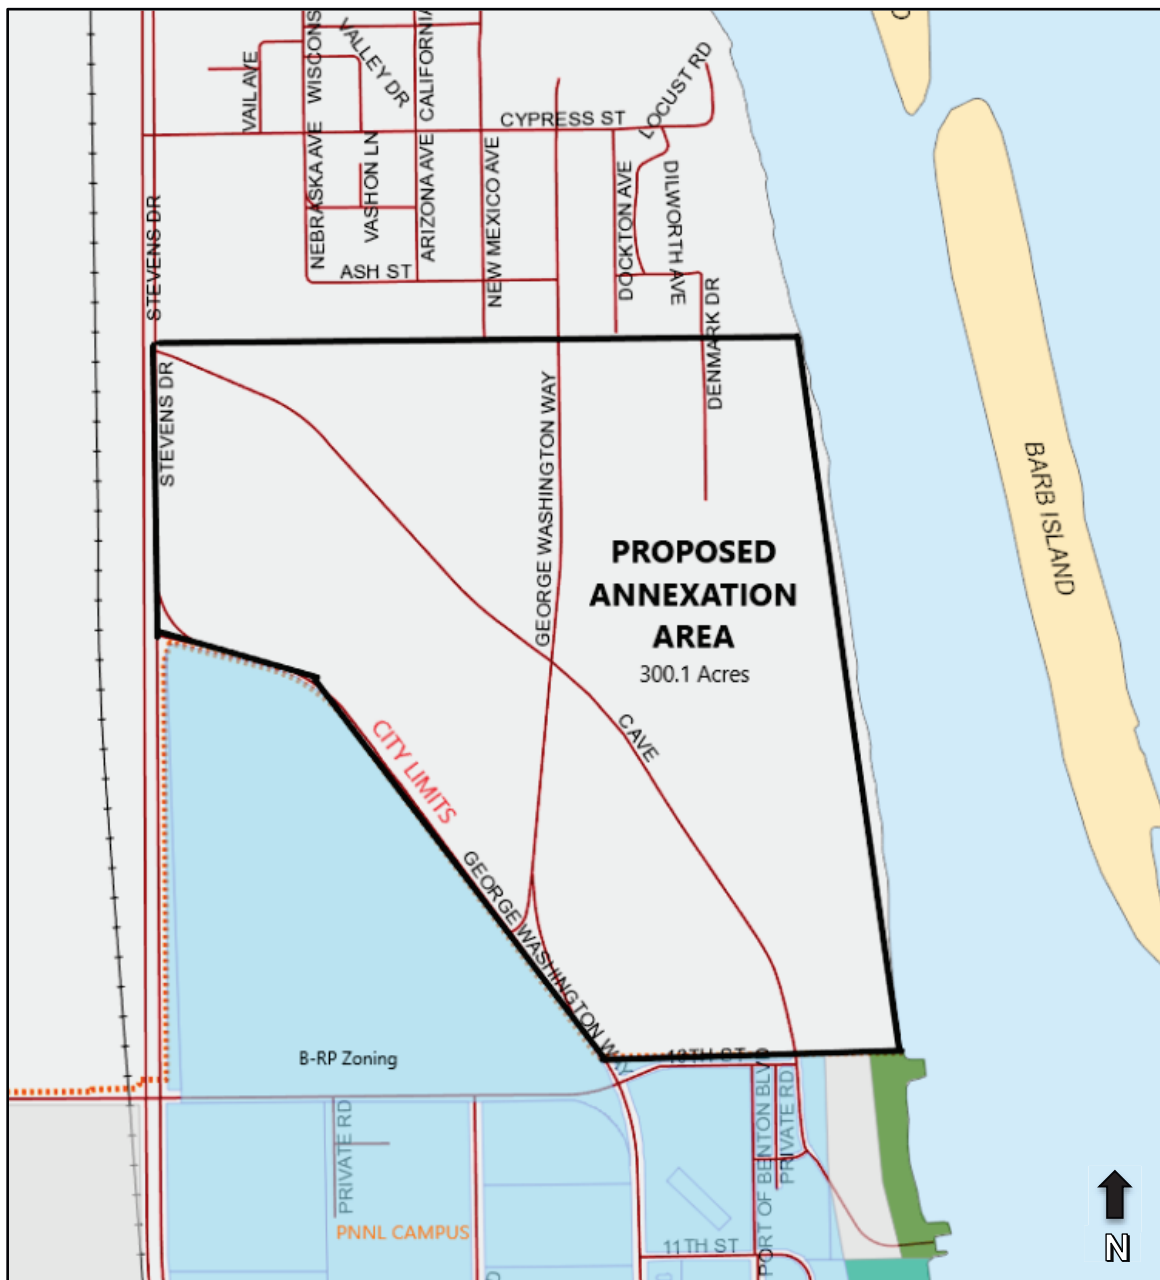 VAIL AVE
WISCONS
VALLEY DR
CALIFORNIA
LOCUST RD
CYPRESS ST
STEVENS DR
NEBRASKA AVE
VASHON LN
ARIZONA AVE
NEW MEXICO AVE
DOCKTON AVE
DILWORTH AVE
ASH ST
DENMARK DR
STEVENS DR
GEORGE WASHINGTON WAY
BARB ISLAND
PROPOSED
ANNEXATION
AREA
300.1 Acres
CAVE
CITY LIMITS
GEORGE WASHINGTON WAY
B-RP Zoning
PRIVATE RD
PORT OF BENTON BLVD
PRIVATE RD
PNNL CAMPUS
11TH ST
N